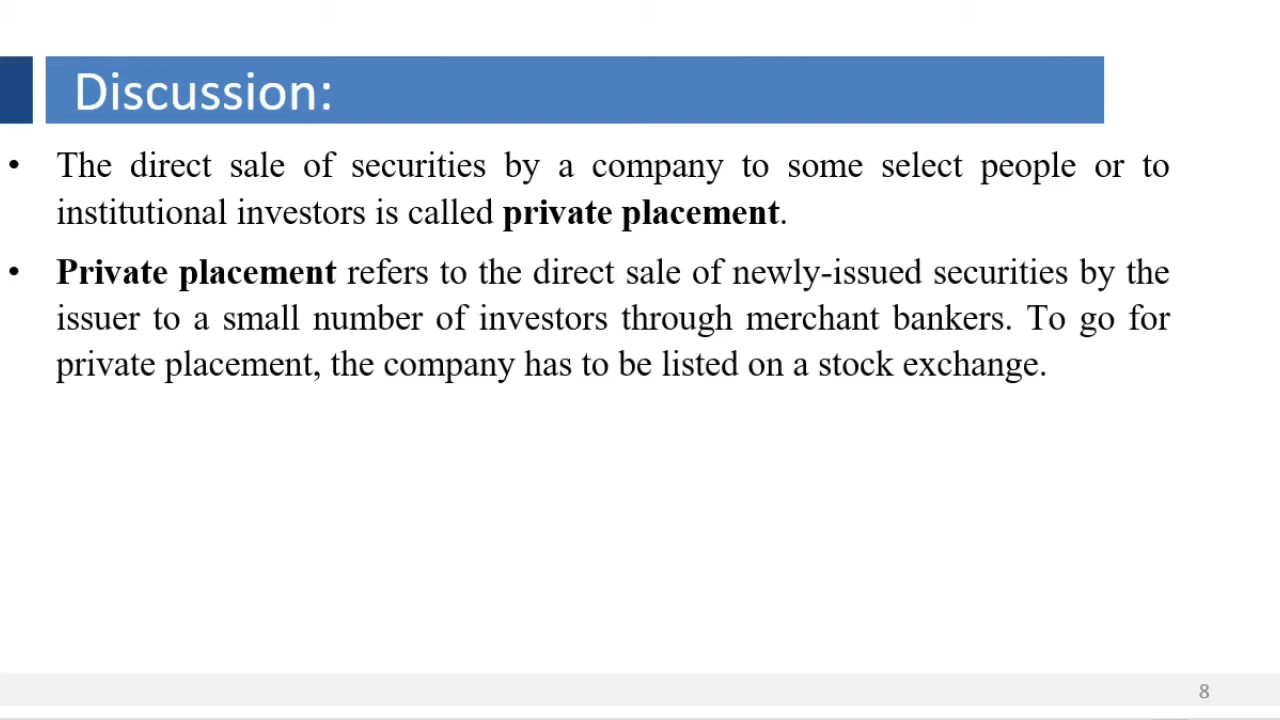 Discussion:
• The direct sale of securities by a company to some select people or to
institutional investors is called private placement.
• Private placement refers to the direct sale of newly-issued securities by the
issuer to a small number of investors through merchant bankers. To go for
private placement, the company has to be listed on a stock exchange.
8